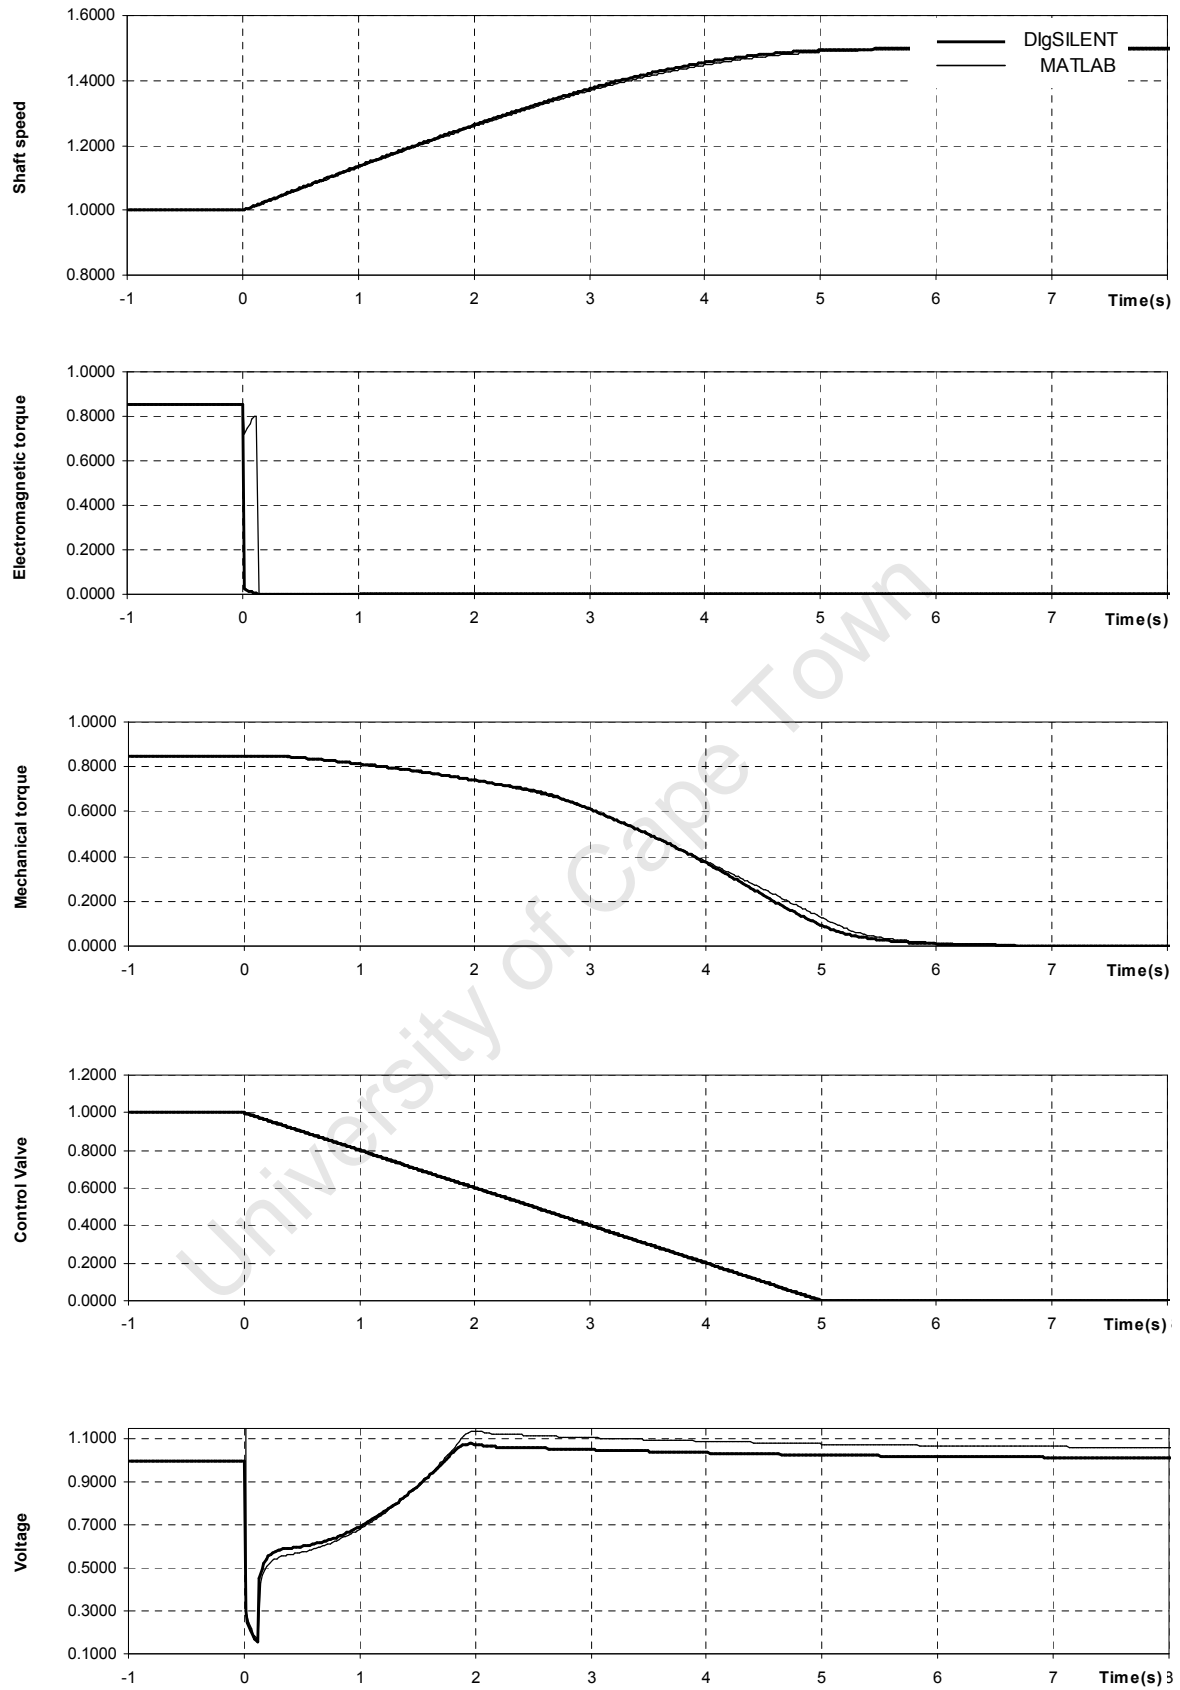 1.6000
1.4000
1.2000
1.0000
0.8000
Shaft speed
DIgSILENT
MATLAB
-1 0 1 2 3 4 5 6 7 Time(s)
1.0000
0.8000
0.6000
0.4000
0.2000
0.0000
Electromagnetic torque
-1 0 1 2 3 4 5 6 7 Time(s)
1.0000
0.8000
0.6000
0.4000
0.2000
0.0000
Mechanical torque
-1 0 1 2 3 4 5 6 7 Time(s)
1.2000
1.0000
0.8000
0.6000
0.4000
0.2000
0.0000
Control Valve
-1 0 1 2 3 4 5 6 7 Time(s)
1.1000
0.9000
0.7000
0.5000
0.3000
0.1000
Voltage
-1 0 1 2 3 4 5 6 7 Time(s) 8
University of Cape Town